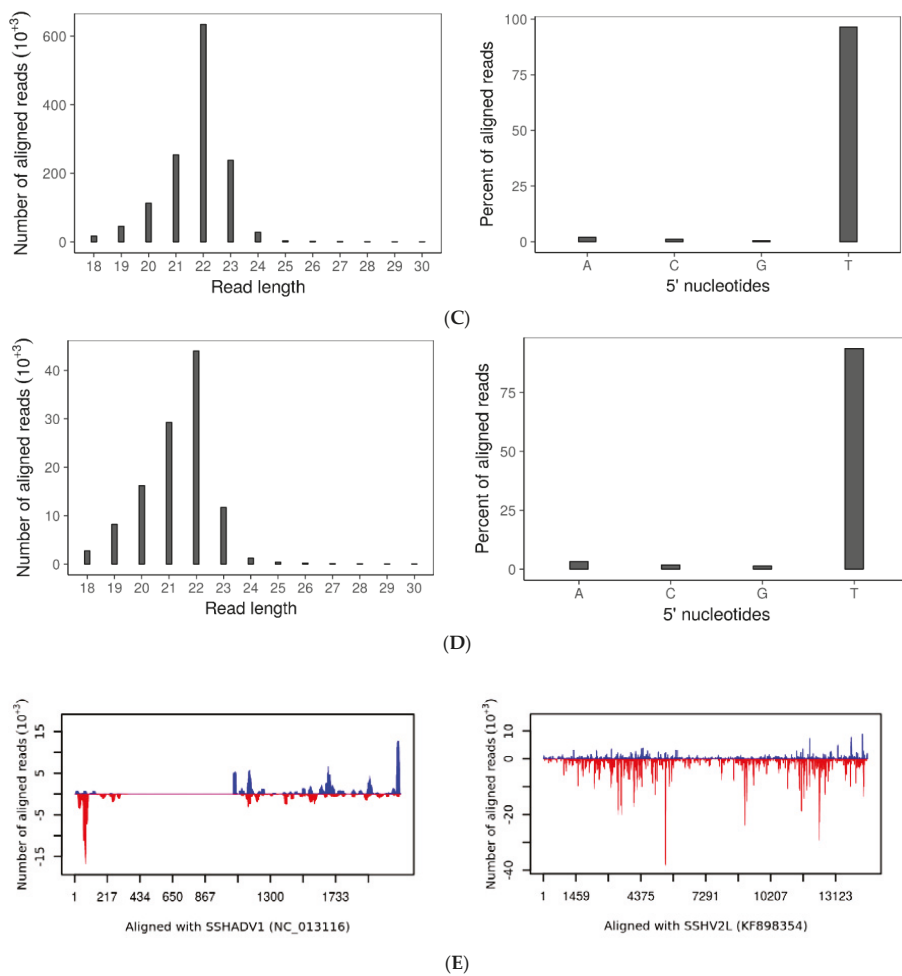 Number of aligned reads (10⁺³)
600
400
200
0
18 19 20 21 22 23 24 25 26 27 28 29 30
Read length
Percent of aligned reads
100
75
50
25
0
A C G T
5' nucleotides
(C)
Number of aligned reads (10⁺³)
40
30
20
10
0
18 19 20 21 22 23 24 25 26 27 28 29 30
Read length
Percent of aligned reads
75
50
25
0
A C G T
5' nucleotides
(D)
Number of aligned reads (10⁺³)
15
5
-5
-15
1 217 434 650 867 1300 1733
Aligned with SSHADV1 (NC_013116)
Number of aligned reads (10⁺³)
10
0
-20
-40
1 1459 4375 7291 10207 13123
Aligned with SSHV2L (KF898354)
(E)